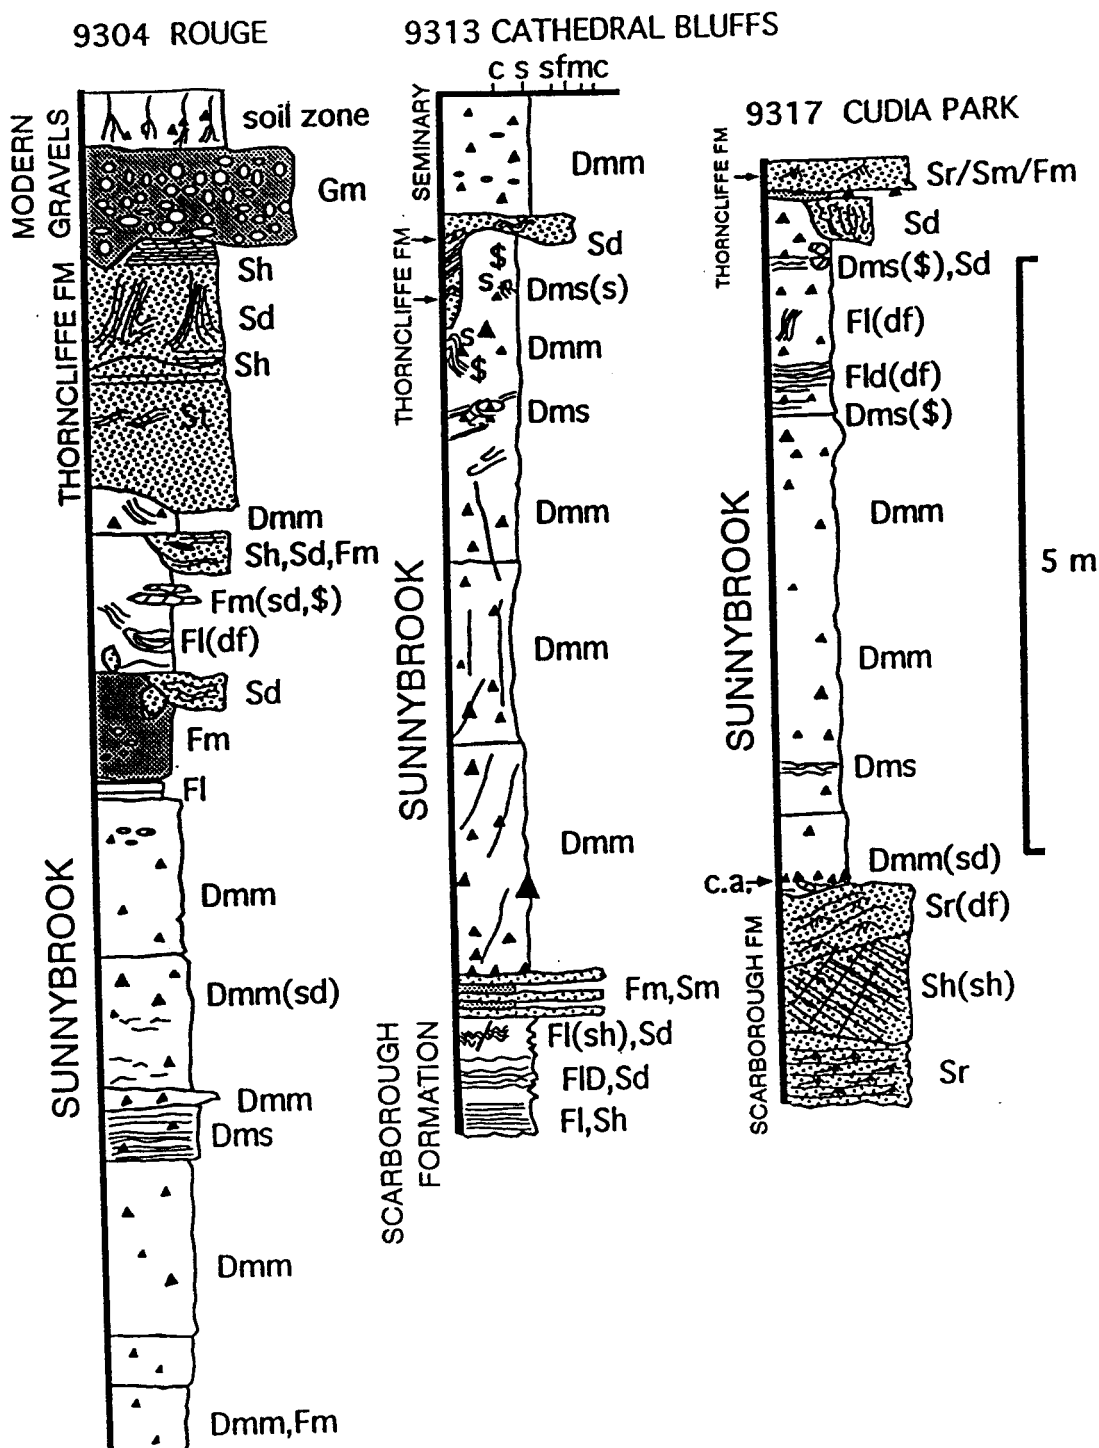 9304 ROUGE
MODERN
GRAVELS
THORNCLIFFE FM
SUNNYBROOK
soil zone
Gm
Sh
Sd
Sh
St
Dmm
Sh,Sd,Fm
Fm(sd,$)
Fl(df)
Sd
Fm
Fl
Dmm
Dmm(sd)
Dmm
Dms
Dmm
Dmm,Fm
9313 CATHEDRAL BLUFFS
c s sfmc
SEMINARY
THORNCLIFFE FM
SUNNYBROOK
SCARBOROUGH
FORMATION
Dmm
Sd
$
s
Dms(s)
s
$
Dmm
Dms
Dmm
Dmm
Dmm
Fm,Sm
Fl(sh),Sd
FlD,Sd
Fl,Sh
9317 CUDIA PARK
THORNCLIFFE FM
SUNNYBROOK
c.a.
SCARBOROUGH FM
Sr/Sm/Fm
Sd
Dms($),Sd
Fl(df)
Fld(df)
Dms($)
Dmm
Dmm
Dms
Dmm(sd)
Sr(df)
Sh(sh)
Sr
5 m